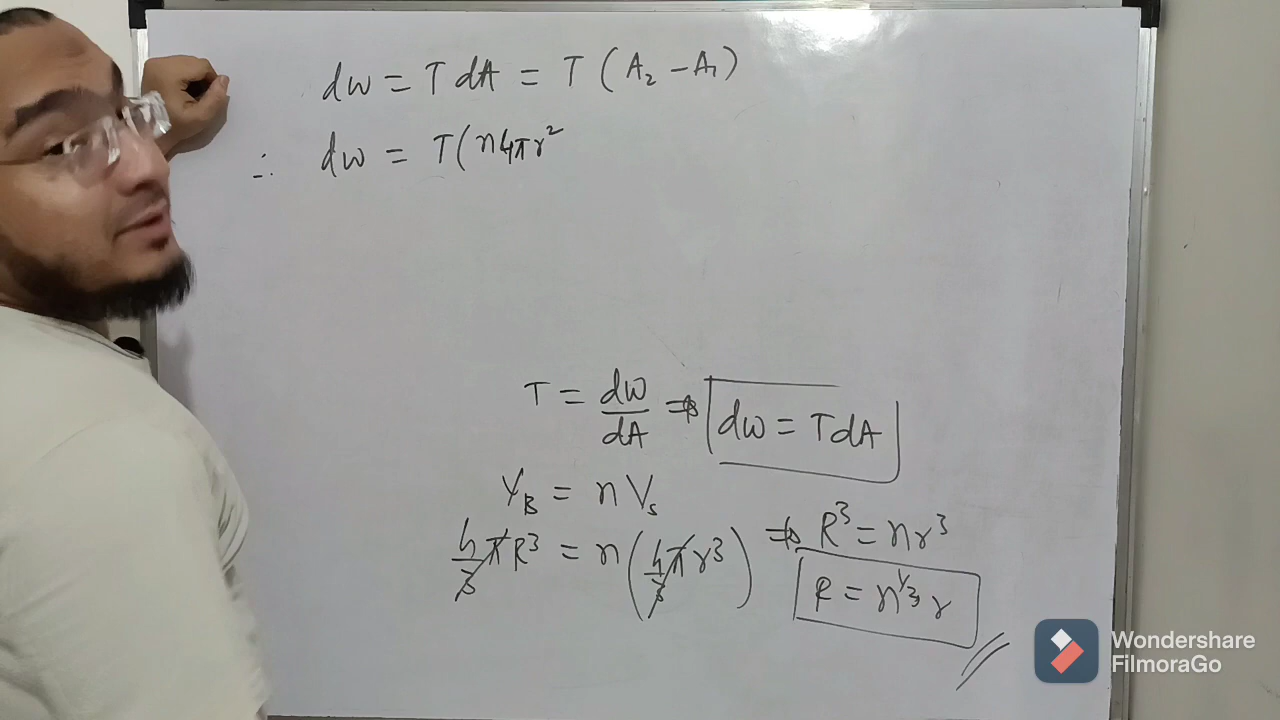 dw = T dA = T (A₂ - A₁)
∴ dw = T(n4πr²
T = dw/dA ⇒ dw = TdA
V_B = n V_s
4/3 πR³ = n(4/3 πr³) ⇒ R³ = nr³
R = n^1/3 r
Wondershare
FilmoraGo